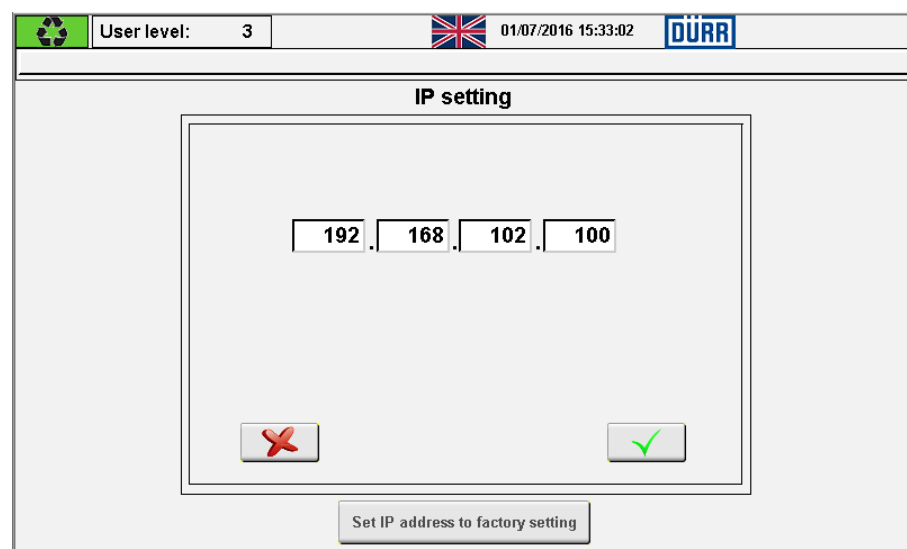 User level: 3 01/07/2016 15:33:02 DÜRR
IP setting
192 . 168 . 102 . 100
Set IP address to factory setting